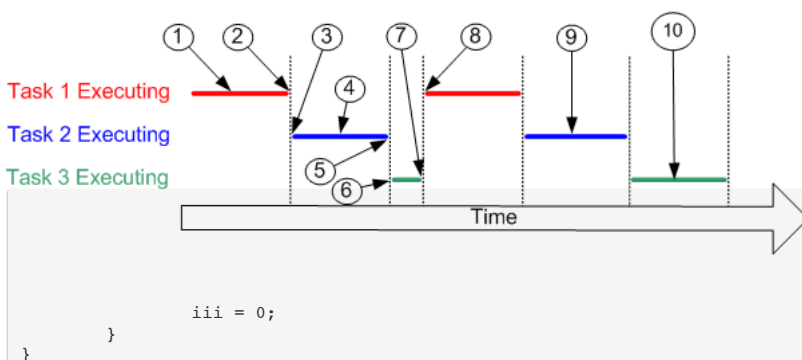 1 2 3 7 8 9 10
Task 1 Executing
4
Task 2 Executing
5
Task 3 Executing
6
Time
iii = 0;
}
}